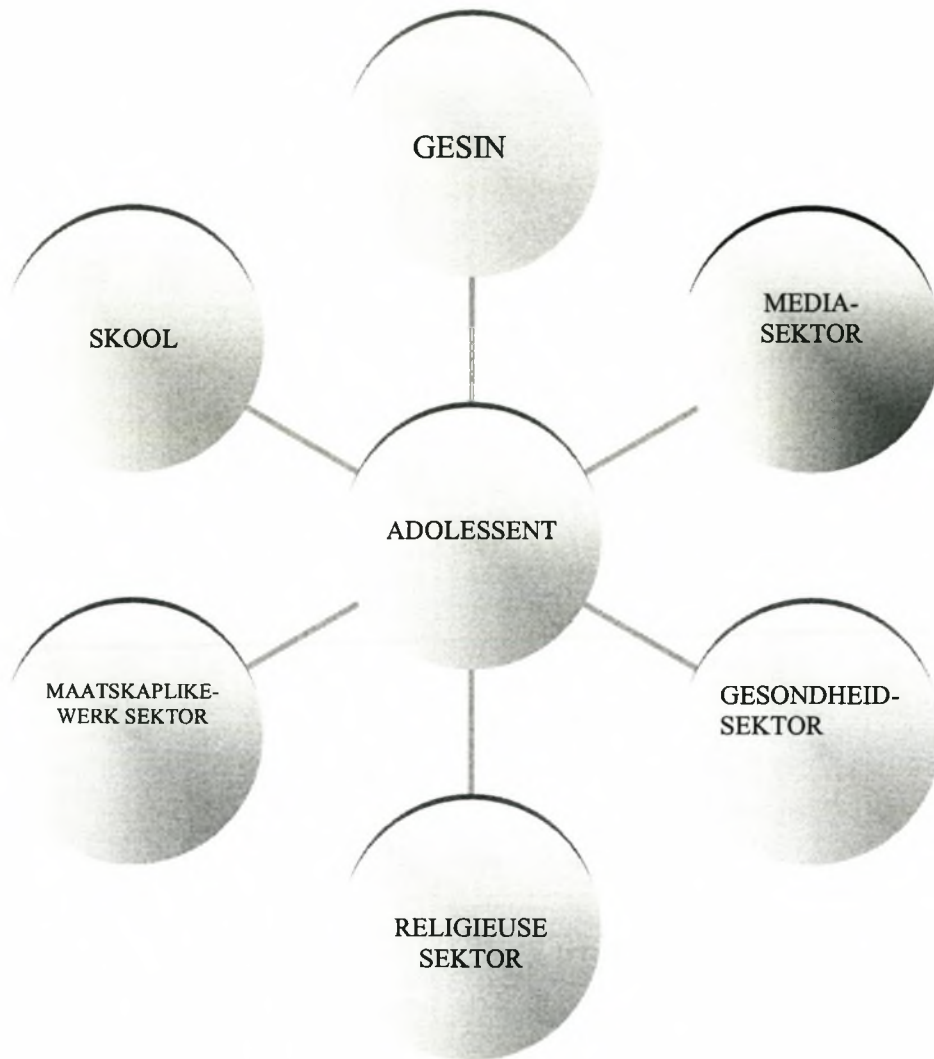 GESIN
SKOOL
MEDIA-
SEKTOR
ADOLESSENT
MAATSKAPLIKE-
WERK SEKTOR
GESONDHEID-
SEKTOR
RELIGIEUSE
SEKTOR